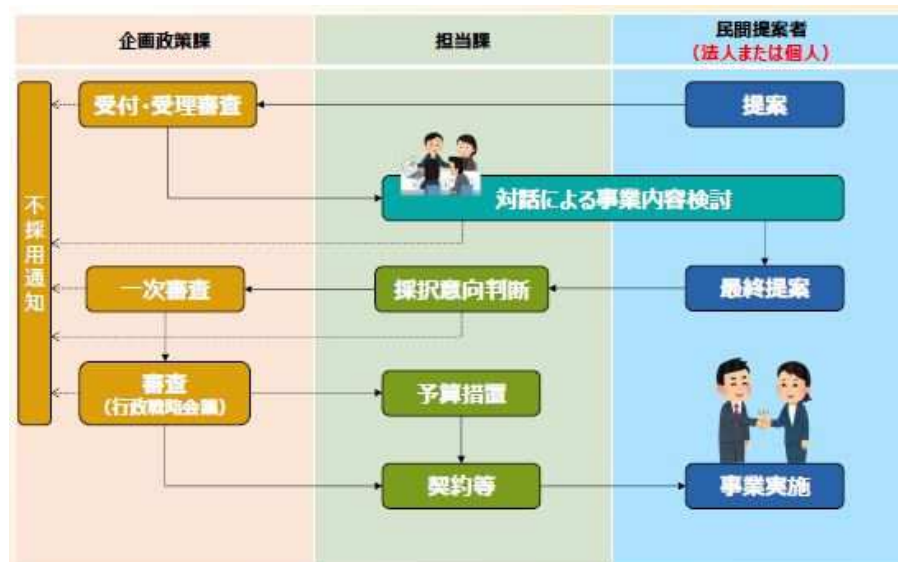 企画政策課
担当課
民間提案者
(法人または個人)
受付・受理審査
提案
対話による事業内容検討
不採用通知
一次審査
採択意向判断
最終提案
審査
(行政戦略会議)
予算措置
契約等
事業実施